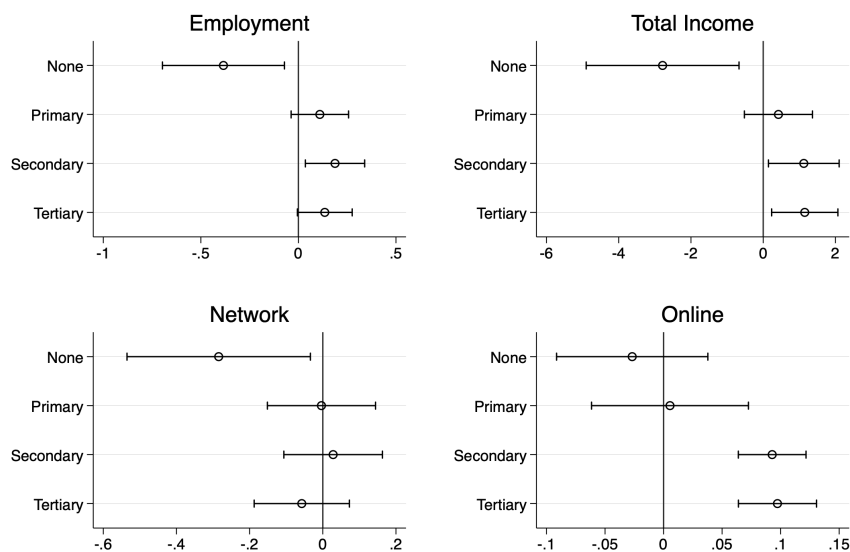 Employment
None
Primary
Secondary
Tertiary
-1 -.5 0 .5
Total Income
None
Primary
Secondary
Tertiary
-6 -4 -2 0 2
Network
None
Primary
Secondary
Tertiary
-.6 -.4 -.2 0 .2
Online
None
Primary
Secondary
Tertiary
-.1 -.05 0 .05 .1 .15